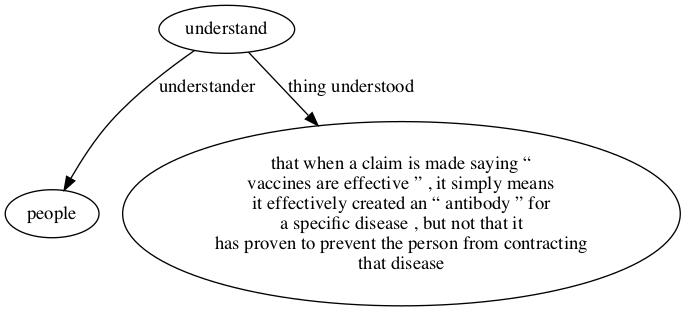 understand
understander
thing understood
people
that when a claim is made saying “
vaccines are effective ” , it simply means
it effectively created an “ antibody ” for
a specific disease , but not that it
has proven to prevent the person from contracting
that disease